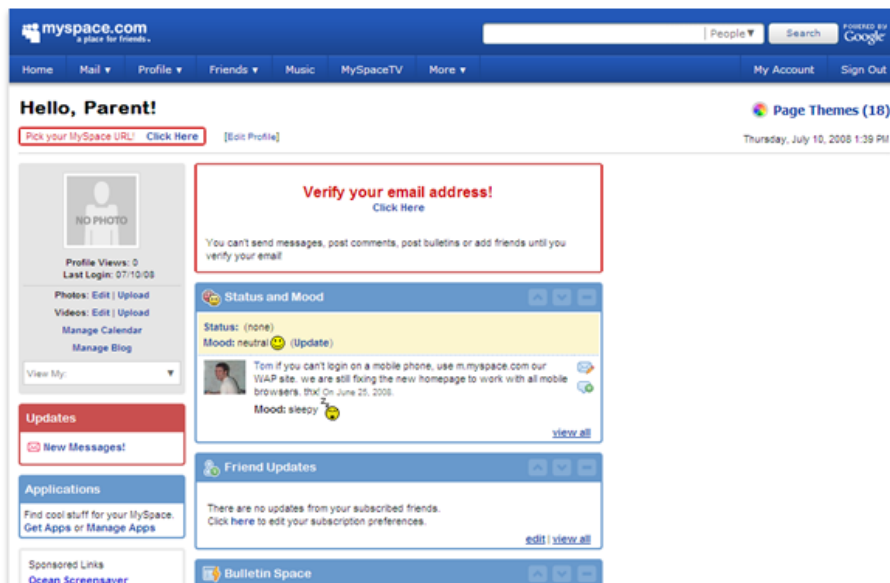 myspace.com
a place for friends.
People▼ Search POWERED BY Google
Home Mail ▼ Profile ▼ Friends ▼ Music MySpaceTV More ▼ My Account Sign Out
Hello, Parent!
Page Themes (18)
Pick your MySpace URL! Click Here [Edit Profile]
Thursday, July 10, 2008 1:39 PM
NO PHOTO
Profile Views: 0
Last Login: 07/10/08
Photos: Edit | Upload
Videos: Edit | Upload
Manage Calendar
Manage Blog
View My: ▼
Updates
New Messages!
Applications
Find cool stuff for your MySpace.
Get Apps or Manage Apps
Sponsored Links
Ocean Screensaver
Verify your email address!
Click Here
You can't send messages, post comments, post bulletins or add friends until you
verify your email!
Status and Mood
Status: (none)
Mood: neutral (Update)
Tom if you can't login on a mobile phone, use m.myspace.com our
WAP site. we are still fixing the new homepage to work with all mobile
browsers. thx! On June 25, 2008.
Mood: sleepy
view all
Friend Updates
There are no updates from your subscribed friends.
Click here to edit your subscription preferences.
edit | view all
Bulletin Space